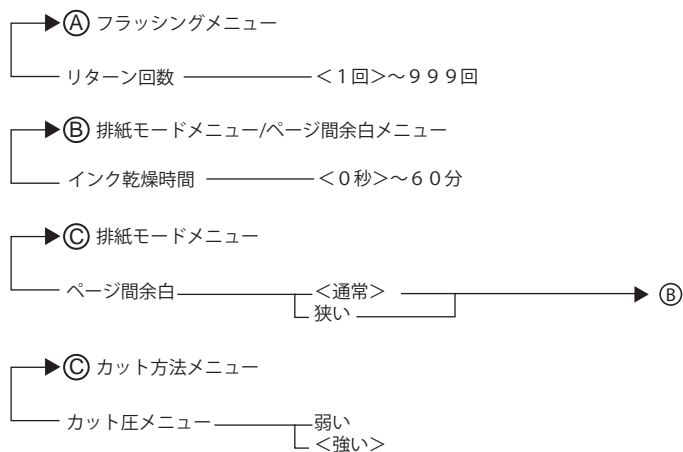 Ⓐ フラッシングメニュー
リターン回数 <1回>~999回
Ⓑ 排紙モードメニュー/ページ間余白メニュー
インク乾燥時間 <0秒>~60分
Ⓒ 排紙モードメニュー
ページ間余白 <通常> Ⓑ
狭い
Ⓒ カット方法メニュー
カット圧メニュー 弱い
<強い>